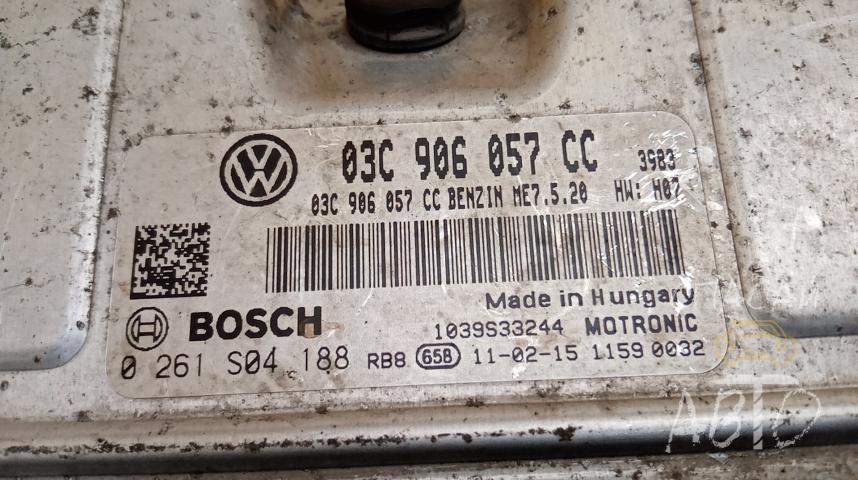 03C 906 057 CC 3983
03C 906 057 CC BENZIN ME7.5.20 HW: H07
Made in Hungary
BOSCH 1039S33244 MOTRONIC
0 261 S04 188 RB8 658 11-02-15 1159 0032
АВТО